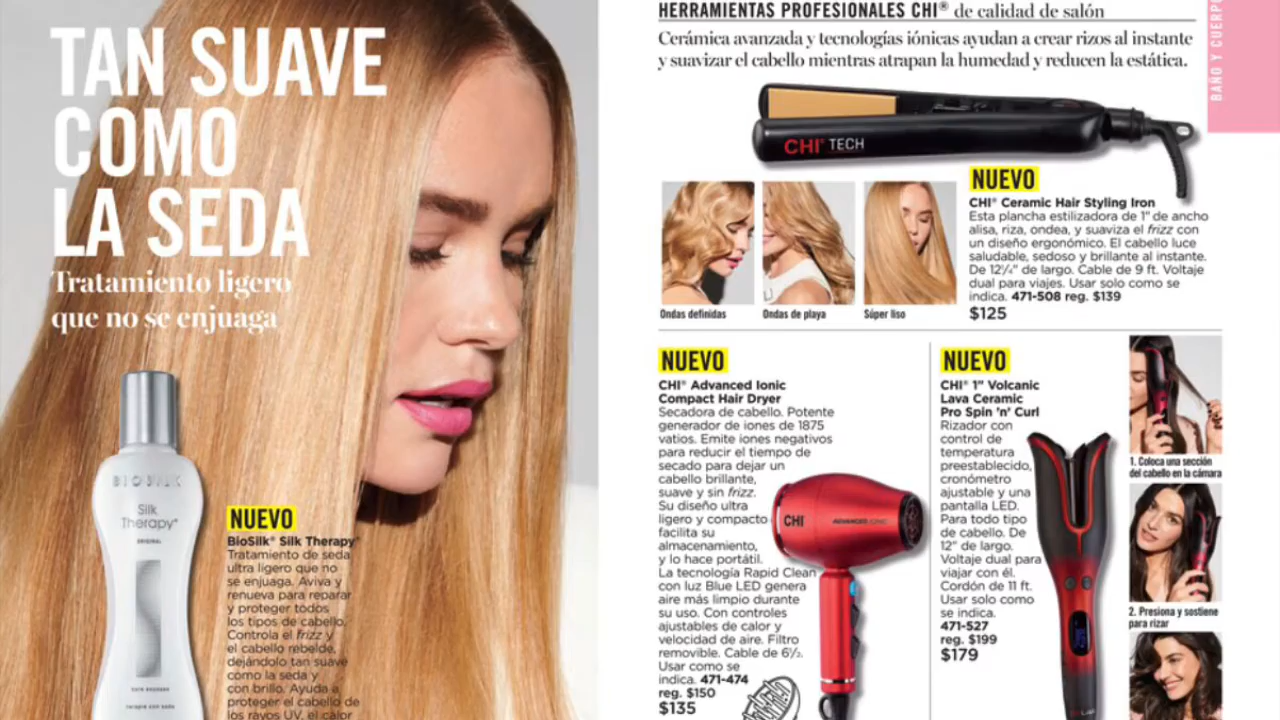 TAN SUAVE
COMO
LA SEDA
Tratamiento ligero
que no se enjuaga
BIOSILK
Silk
Therapy®
ORIGINAL
NUEVO
BioSilk® Silk Therapy®
Tratamiento de seda
ultra ligero que no
se enjuaga. Aviva y
renueva para reparar
y proteger todos
los tipos de cabello.
Controla el frizz y
el cabello rebelde,
dejándolo tan suave
como la seda y
con brillo. Ayuda a
proteger el cabello de
los rayos UV, el calor
HERRAMIENTAS PROFESIONALES CHI® de calidad de salón
Cerámica avanzada y tecnologías iónicas ayudan a crear rizos al instante
y suavizar el cabello mientras atrapan la humedad y reducen la estática.
BAÑO Y CUERPO
CHI® TECH
Ondas definidas
Ondas de playa
Súper liso
NUEVO
CHI® Ceramic Hair Styling Iron
Esta plancha estilizadora de 1" de ancho
alisa, riza, ondea, y suaviza el frizz con
un diseño ergonómico. El cabello luce
saludable, sedoso y brillante al instante.
De 12¼" de largo. Cable de 9 ft. Voltaje
dual para viajes. Usar solo como se
indica. 471-508 reg. $139
$125
NUEVO
CHI® Advanced Ionic
Compact Hair Dryer
Secadora de cabello. Potente
generador de iones de 1875
vatios. Emite iones negativos
para reducir el tiempo de
secado para dejar un
cabello brillante,
suave y sin frizz.
Su diseño ultra
ligero y compacto
facilita su
almacenamiento,
y lo hace portátil.
La tecnología Rapid Clean
con luz Blue LED genera
aire más limpio durante
su uso. Con controles
ajustables de calor y
velocidad de aire. Filtro
removible. Cable de 6½.
Usar como se
indica. 471-474
reg. $150
$135
CHI
ADVANCED IONIC
NUEVO
CHI® 1" Volcanic
Lava Ceramic
Pro Spin 'n' Curl
Rizador con
control de
temperatura
preestablecido,
cronómetro
ajustable y una
pantalla LED.
Para todo tipo
de cabello. De
12" de largo.
Voltaje dual para
viajar con él.
Cordón de 11 ft.
Usar solo como
se indica.
471-527
reg. $199
$179
1. Coloca una sección
del cabello en la cámara
2. Presiona y sostiene
para rizar